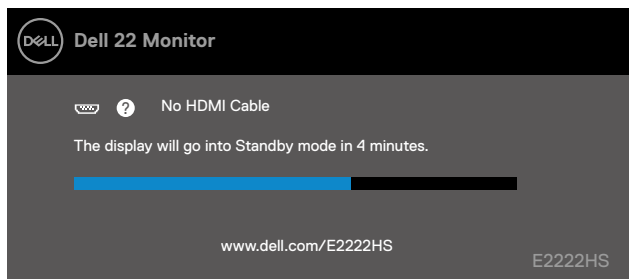 DELL Dell 22 Monitor
? No HDMI Cable
The display will go into Standby mode in 4 minutes.
www.dell.com/E2222HS
E2222HS